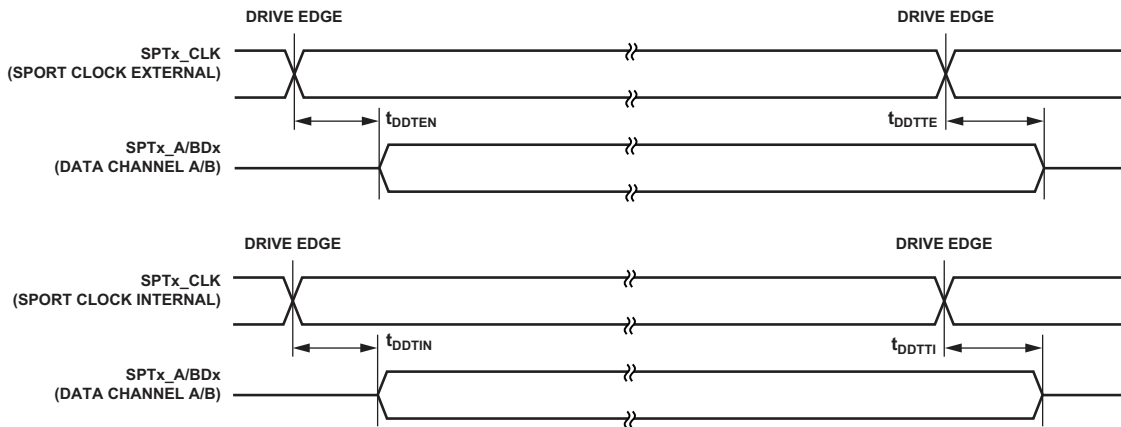 DRIVE EDGE DRIVE EDGE
SPTx_CLK
(SPORT CLOCK EXTERNAL)
tDDTEN tDDTTE
SPTx_A/BDx
(DATA CHANNEL A/B)
DRIVE EDGE DRIVE EDGE
SPTx_CLK
(SPORT CLOCK INTERNAL)
tDDTIN tDDTTI
SPTx_A/BDx
(DATA CHANNEL A/B)